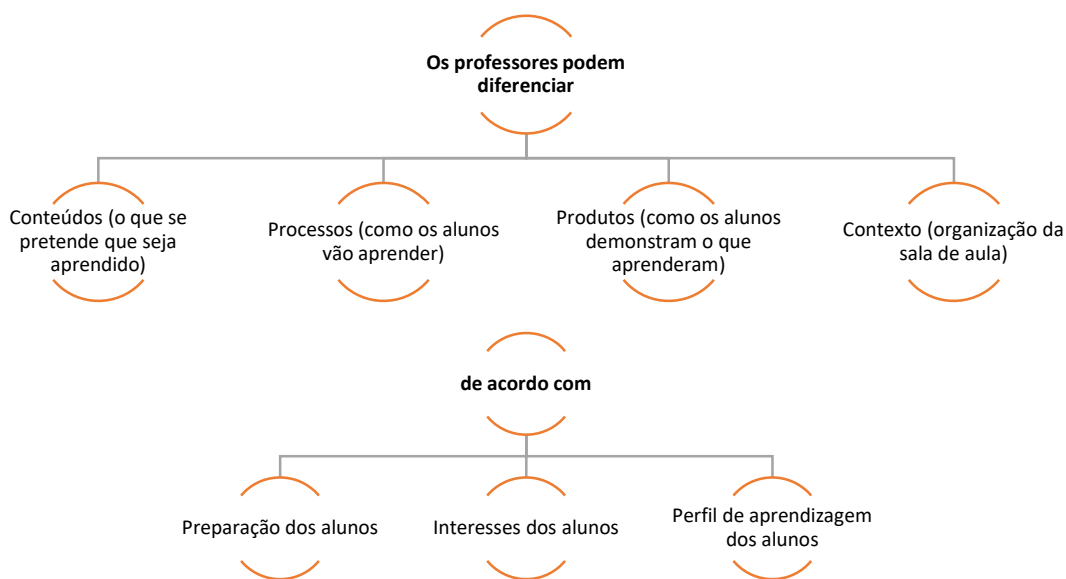 Os professores podem
diferenciar
Conteúdos (o que se
pretende que seja
aprendido)
Processos (como os alunos
vão aprender)
Produtos (como os alunos
demonstram o que
aprenderam)
Contexto (organização da
sala de aula)
de acordo com
Preparação dos alunos
Interesses dos alunos
Perfil de aprendizagem
dos alunos